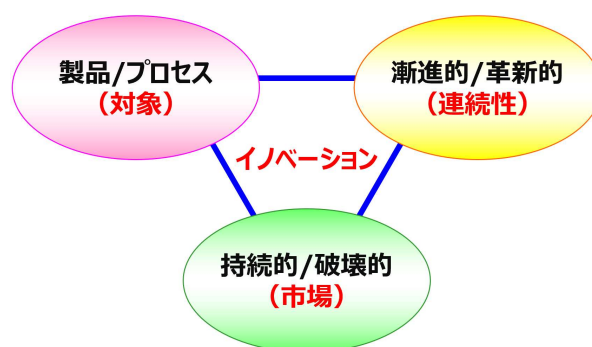 製品/プロセス
（対象）
漸進的/革新的
（連続性）
イノベーション
持続的/破壊的
（市場）